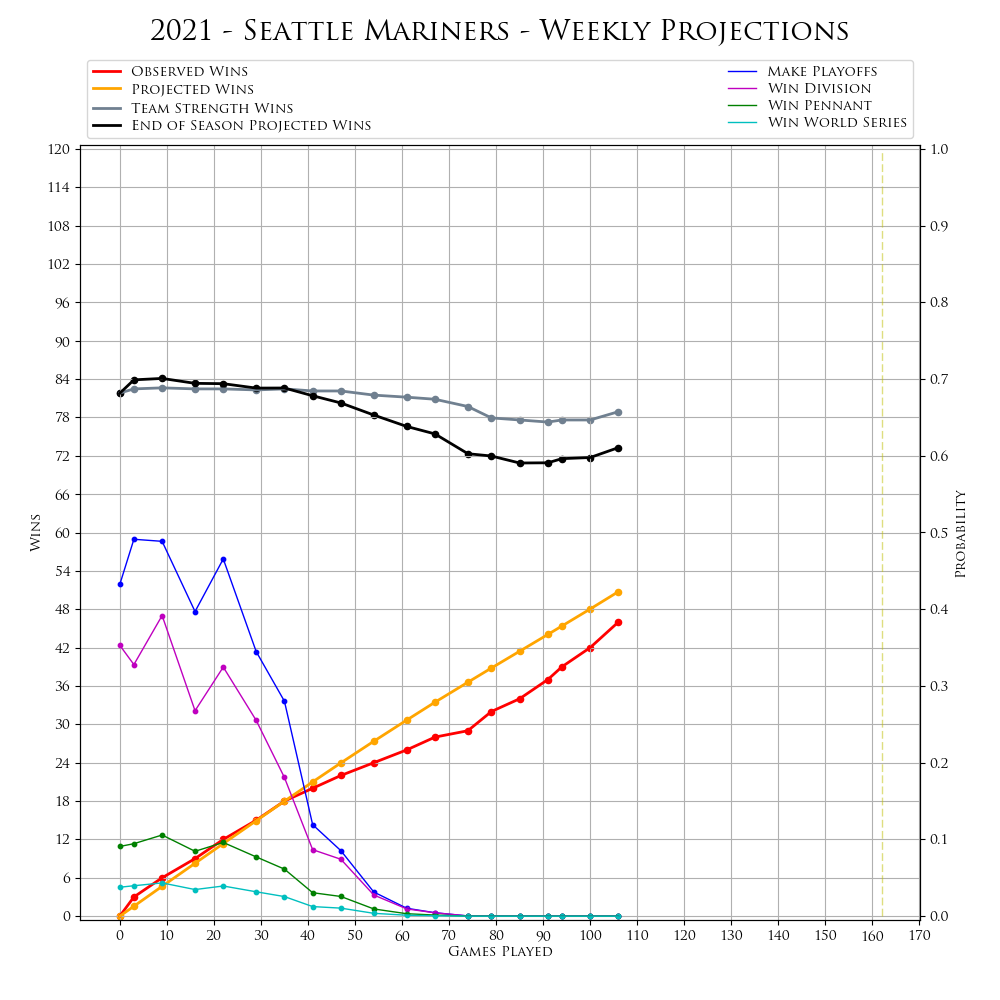 2021 - Seattle Mariners - Weekly Projections
Observed Wins
Projected Wins
Team Strength Wins
End of Season Projected Wins
Make Playoffs
Win Division
Win Pennant
Win World Series
120
114
108
102
96
90
84
78
72
66
60
54
48
42
36
30
24
18
12
6
0
Wins
1.0
0.9
0.8
0.7
0.6
0.5
0.4
0.3
0.2
0.1
0.0
Probability
0 10 20 30 40 50 60 70 80 90 100 110 120 130 140 150 160 170
Games Played